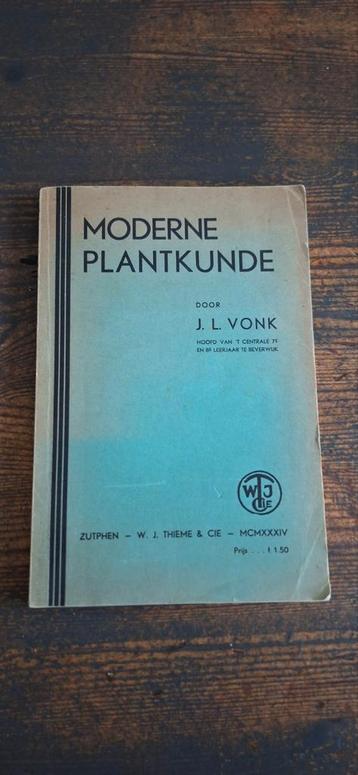 MODERNE
PLANTKUNDE
DOOR
J. L. VONK
HOOFD VAN 'T CENTRALE 7E
EN 8E LEERJAAR TE BEVERWIJK
WTJ
CIE
ZUTPHEN – W. J. THIEME & CIE – MCMXXXIV
Prijs . . . f 1.50